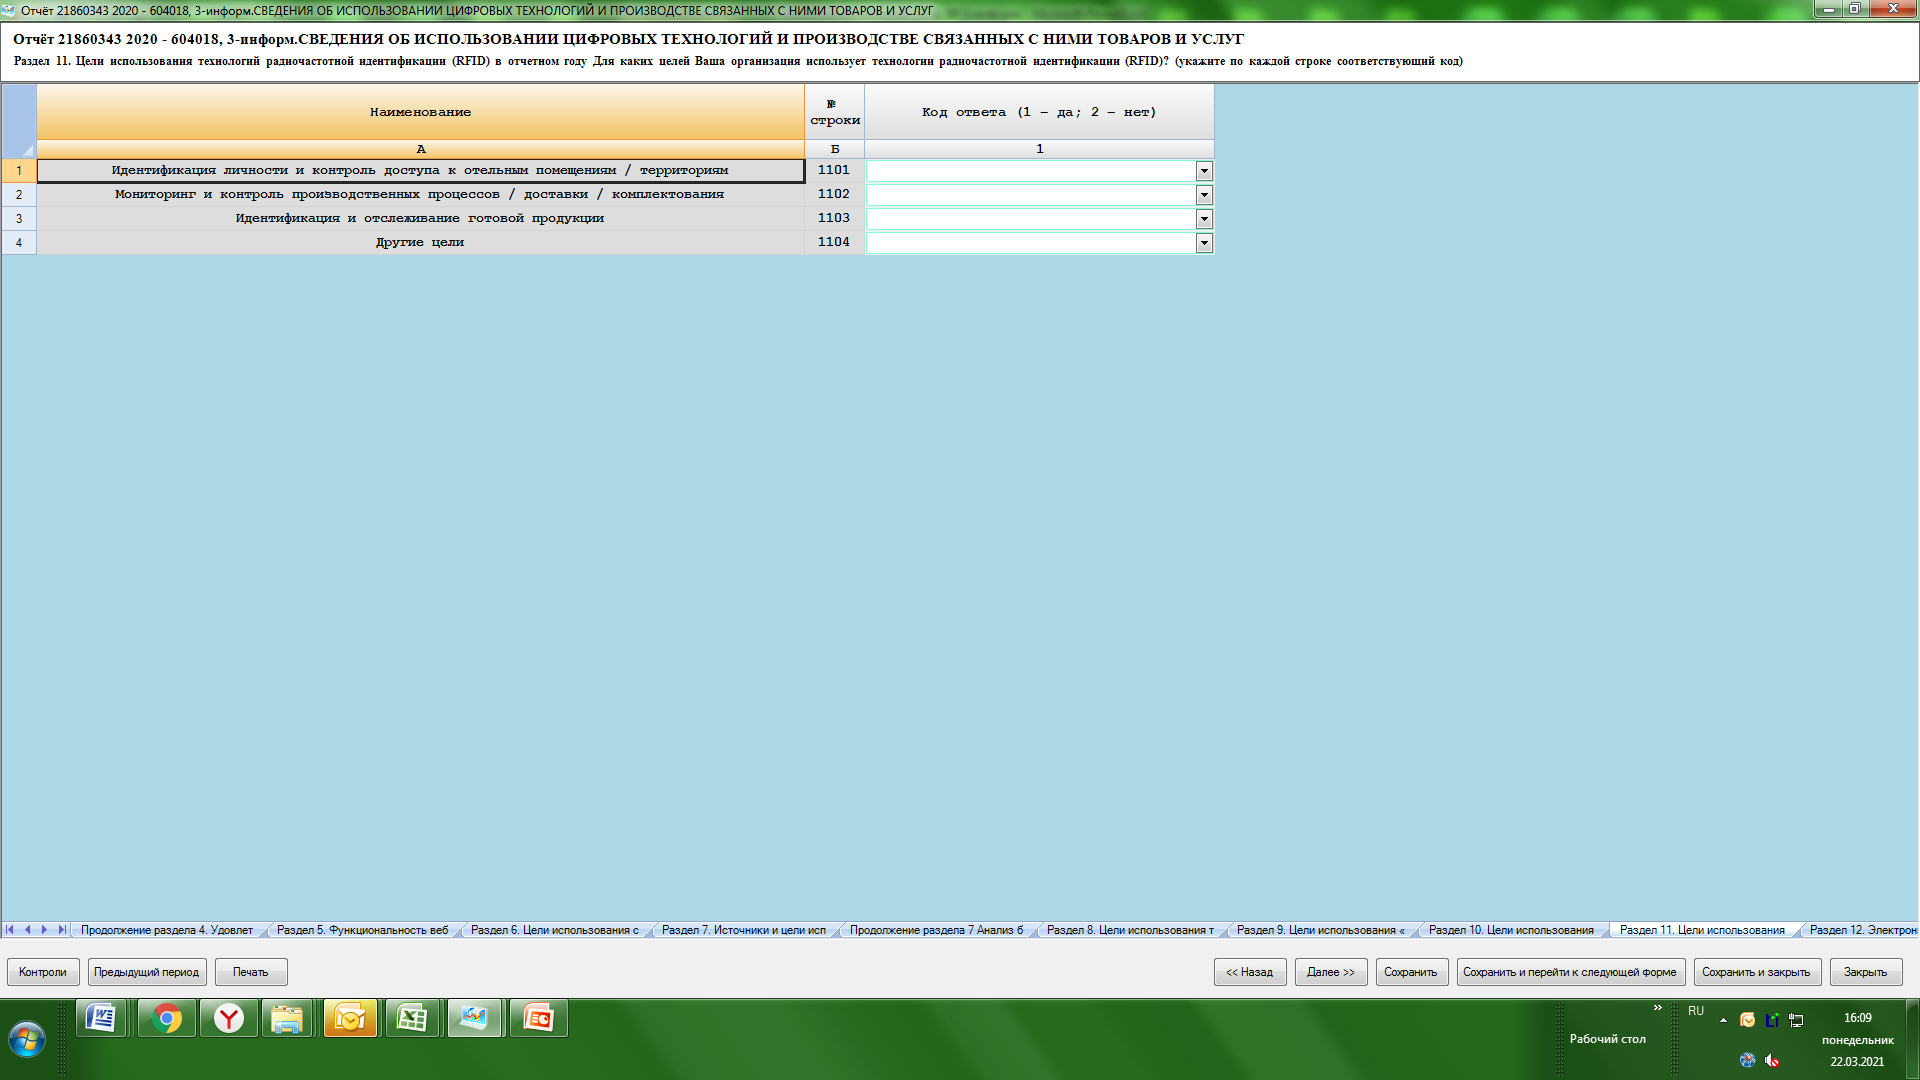 Отчёт 21860343 2020 - 604018, 3-информ.СВЕДЕНИЯ ОБ ИСПОЛЬЗОВАНИИ ЦИФРОВЫХ ТЕХНОЛОГИЙ И ПРОИЗВОДСТВЕ СВЯЗАННЫХ С НИМИ ТОВАРОВ И УСЛУГ
Отчёт 21860343 2020 - 604018, 3-информ.СВЕДЕНИЯ ОБ ИСПОЛЬЗОВАНИИ ЦИФРОВЫХ ТЕХНОЛОГИЙ И ПРОИЗВОДСТВЕ СВЯЗАННЫХ С НИМИ ТОВАРОВ И УСЛУГ
Раздел 11. Цели использования технологий радиочастотной идентификации (RFID) в отчетном году Для каких целей Ваша организация использует технологии радиочастотной идентификации (RFID)? (укажите по каждой строке соответствующий код)
Наименование № строки Код ответа (1 – да; 2 – нет)
А Б 1
1 Идентификация личности и контроль доступа к отельным помещениям / территориям 1101
2 Мониторинг и контроль производственных процессов / доставки / комплектования 1102
3 Идентификация и отслеживание готовой продукции 1103
4 Другие цели 1104
Продолжение раздела 4. Удовлет Раздел 5. Функциональность веб Раздел 6. Цели использования с Раздел 7. Источники и цели исп Продолжение раздела 7 Анализ б Раздел 8. Цели использования т Раздел 9. Цели использования « Раздел 10. Цели использования Раздел 11. Цели использования Раздел 12. Электрон
Контроли Предыдущий период Печать << Назад Далее >> Сохранить Сохранить и перейти к следующей форме Сохранить и закрыть Закрыть
» RU 16:09
Рабочий стол понедельник
22.03.2021